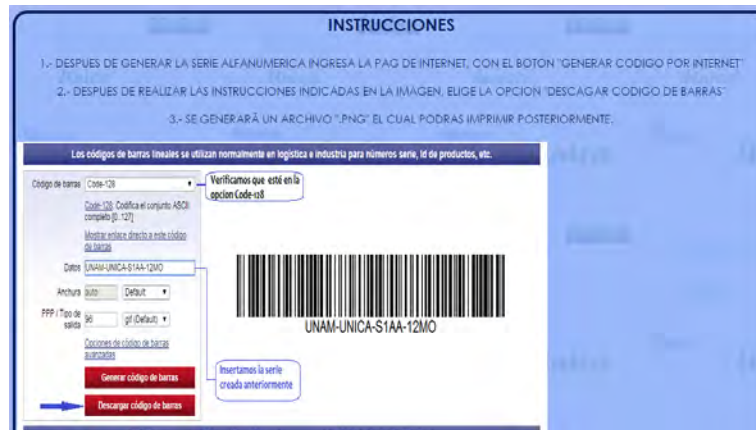 INSTRUCCIONES
1.- DESPUES DE GENERAR LA SERIE ALFANUMERICA INGRESA LA PAG DE INTERNET, CON EL BOTON "GENERAR CODIGO POR INTERNET"
2.- DESPUES DE REALIZAR LAS INSTRUCCIONES INDICADAS EN LA IMAGEN, ELIGE LA OPCION "DESCAGAR CODIGO DE BARRAS"
3.- SE GENERARÁ UN ARCHIVO ".PNG" EL CUAL PODRAS IMPRIMIR POSTERIORMENTE.
Los códigos de barras lineales se utilizan normalmente en logística e industria para números serie, Id de productos, etc.
Código de barras Code-128
Verificamos que esté en la
opcion Code-128
Code-128: Codifica el conjunto ASCII
completo [0..127]
Mostrar enlace directo a este código
de barras
Datos UNAM-UNICA-S1AA-12MO
Anchura auto Default
PPP / Tipo de
salida 96 gif (Default)
Opciones de código de barras
avanzadas
Generar código de barras
Descargar código de barras
Insertamos la serie
creada anteriormente
UNAM-UNICA-S1AA-12MO